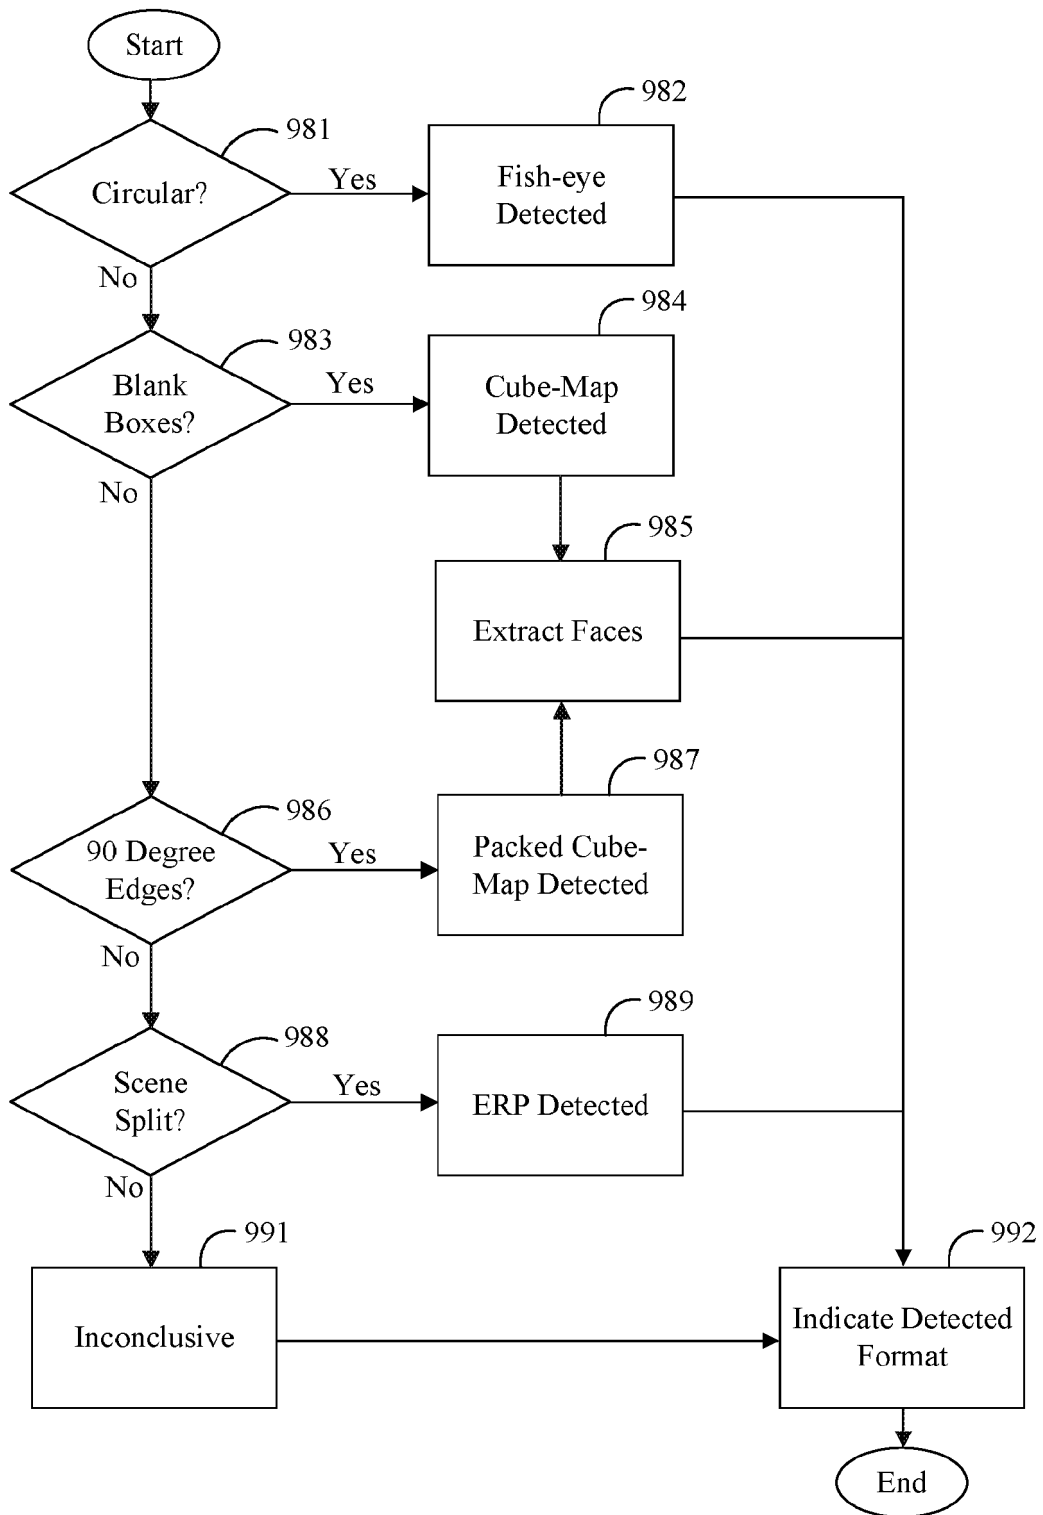 Start
981
982
Circular?
Yes
Fish-eye
Detected
No
983
984
Blank
Boxes?
Yes
Cube-Map
Detected
No
985
Extract Faces
986
987
90 Degree
Edges?
Yes
Packed Cube-
Map Detected
No
988
989
Scene
Split?
Yes
ERP Detected
No
991
992
Inconclusive
Indicate Detected
Format
End